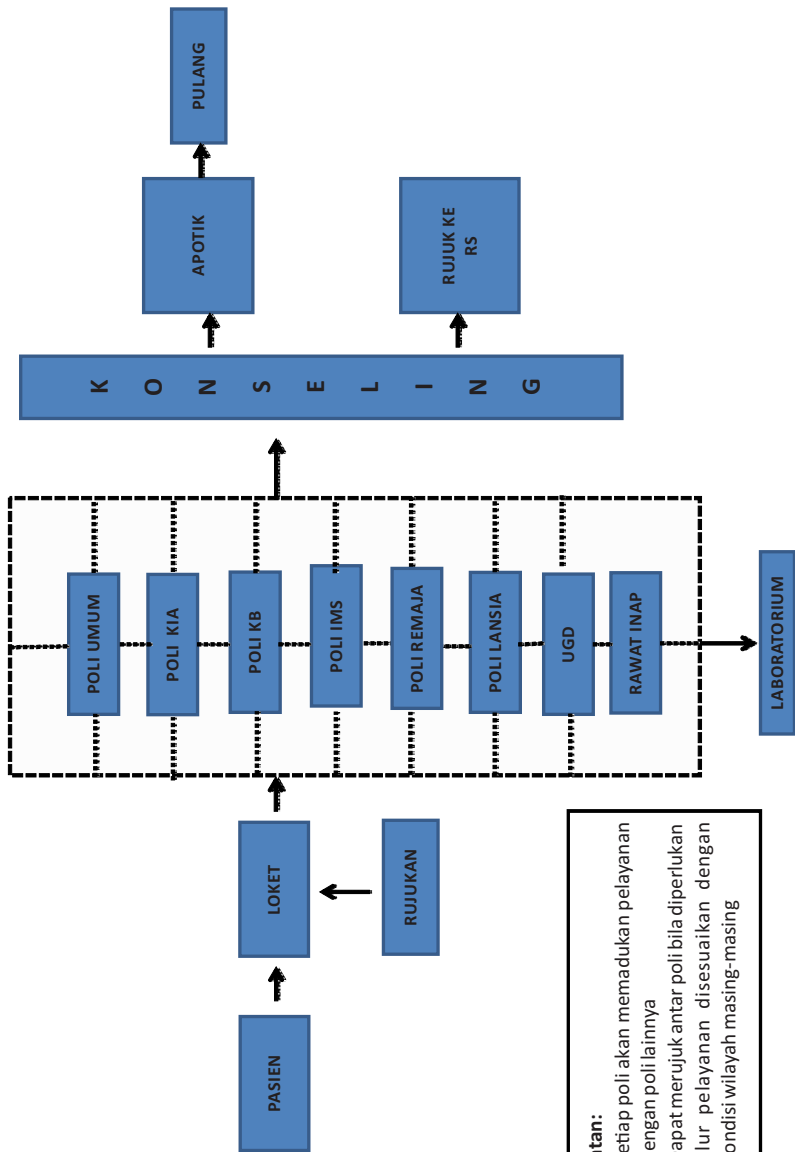 PASIEN
LOKET
RUJUKAN
POLI UMUM
POLI KIA
POLI KB
POLI IMS
POLI REMAJA
POLI LANSIA
UGD
RAWAT INAP
LABORATORIUM
KONSELING
APOTIK
PULANG
RUJUK KE
RS
atan:
etiap poli akan memadukan pelayanan
engan poli lainnya
apat merujuk antar poli bila diperlukan
lur pelayanan disesuaikan dengan
ondisi wilayah masing-masing